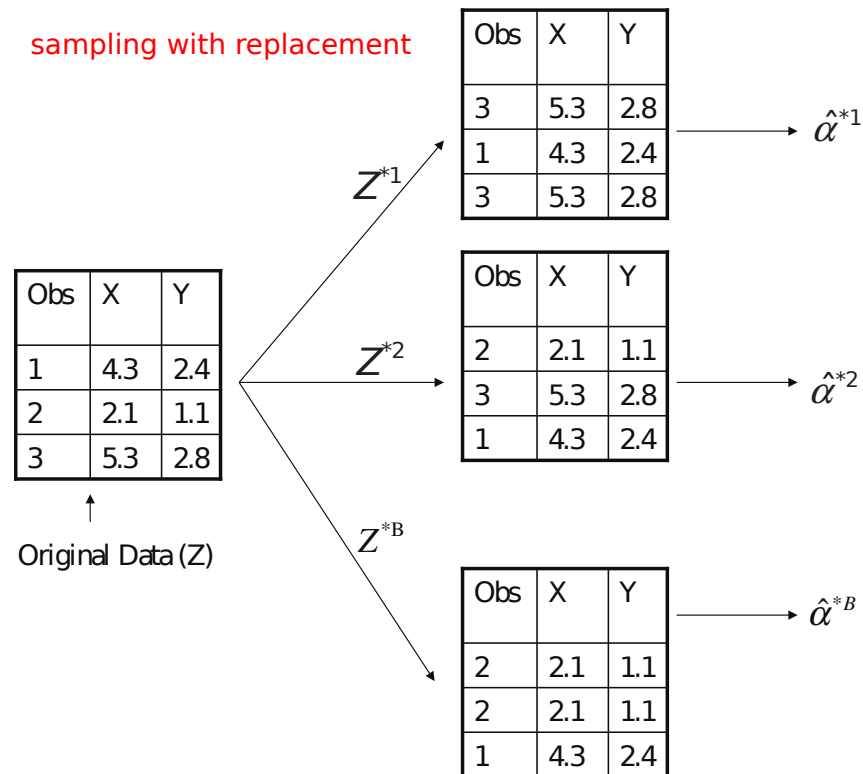 sampling with replacement
Obs X Y
3 5.3 2.8
1 4.3 2.4
3 5.3 2.8
α̂*1
Z*1
Obs X Y
1 4.3 2.4
2 2.1 1.1
3 5.3 2.8
Original Data (Z)
Z*2
Obs X Y
2 2.1 1.1
3 5.3 2.8
1 4.3 2.4
α̂*2
Z*B
Obs X Y
2 2.1 1.1
2 2.1 1.1
1 4.3 2.4
α̂*B